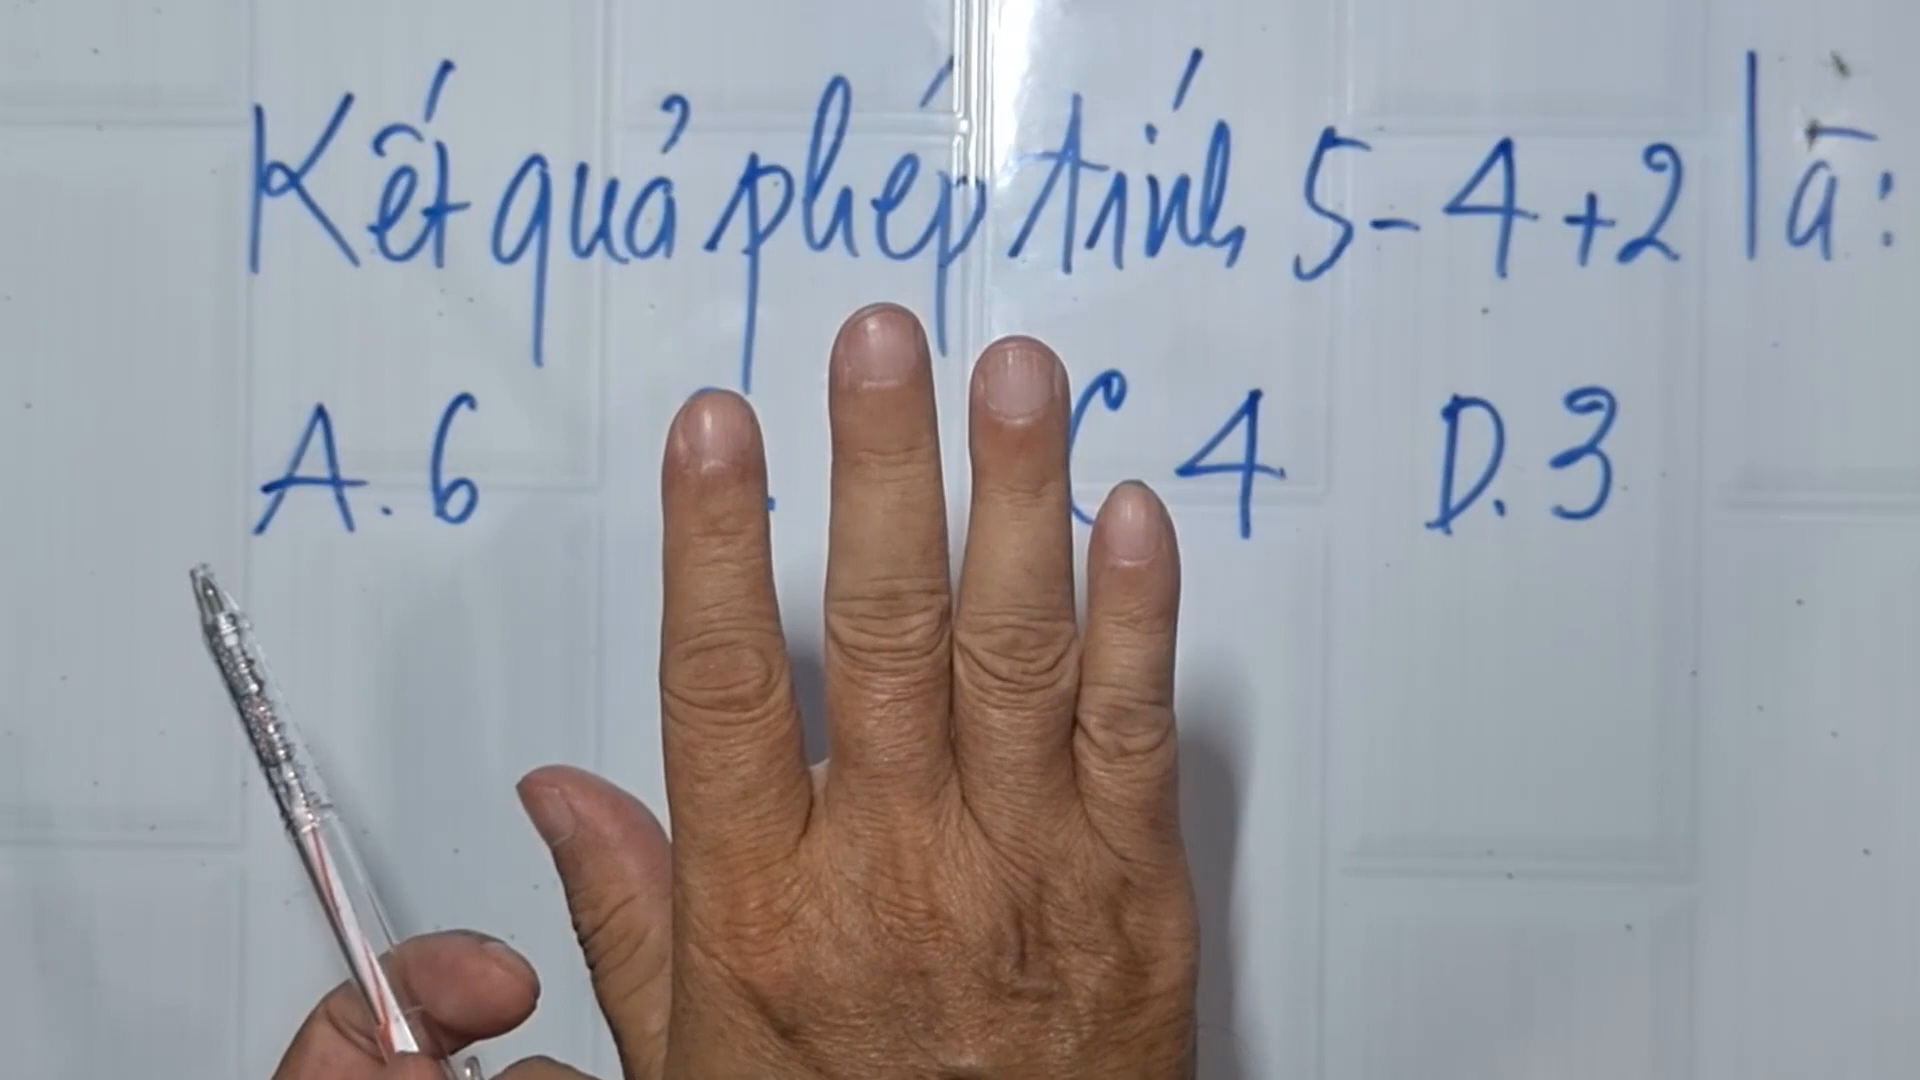 Kết quả phép tính 5 - 4 + 2 là:
A. 6 C 4 D. 3